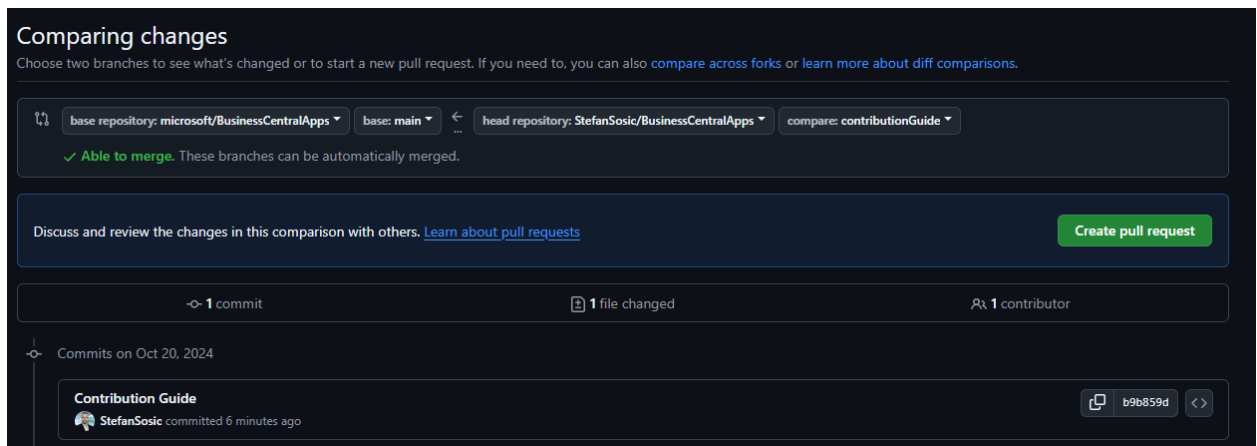 Comparing changes
Choose two branches to see what's changed or to start a new pull request. If you need to, you can also compare across forks or learn more about diff comparisons.
base repository: microsoft/BusinessCentralApps base: main ← ... head repository: StefanSosic/BusinessCentralApps compare: contributionGuide
✓ Able to merge. These branches can be automatically merged.
Discuss and review the changes in this comparison with others. Learn about pull requests Create pull request
1 commit 1 file changed 1 contributor
Commits on Oct 20, 2024
Contribution Guide
b9b859d <>
StefanSosic committed 6 minutes ago